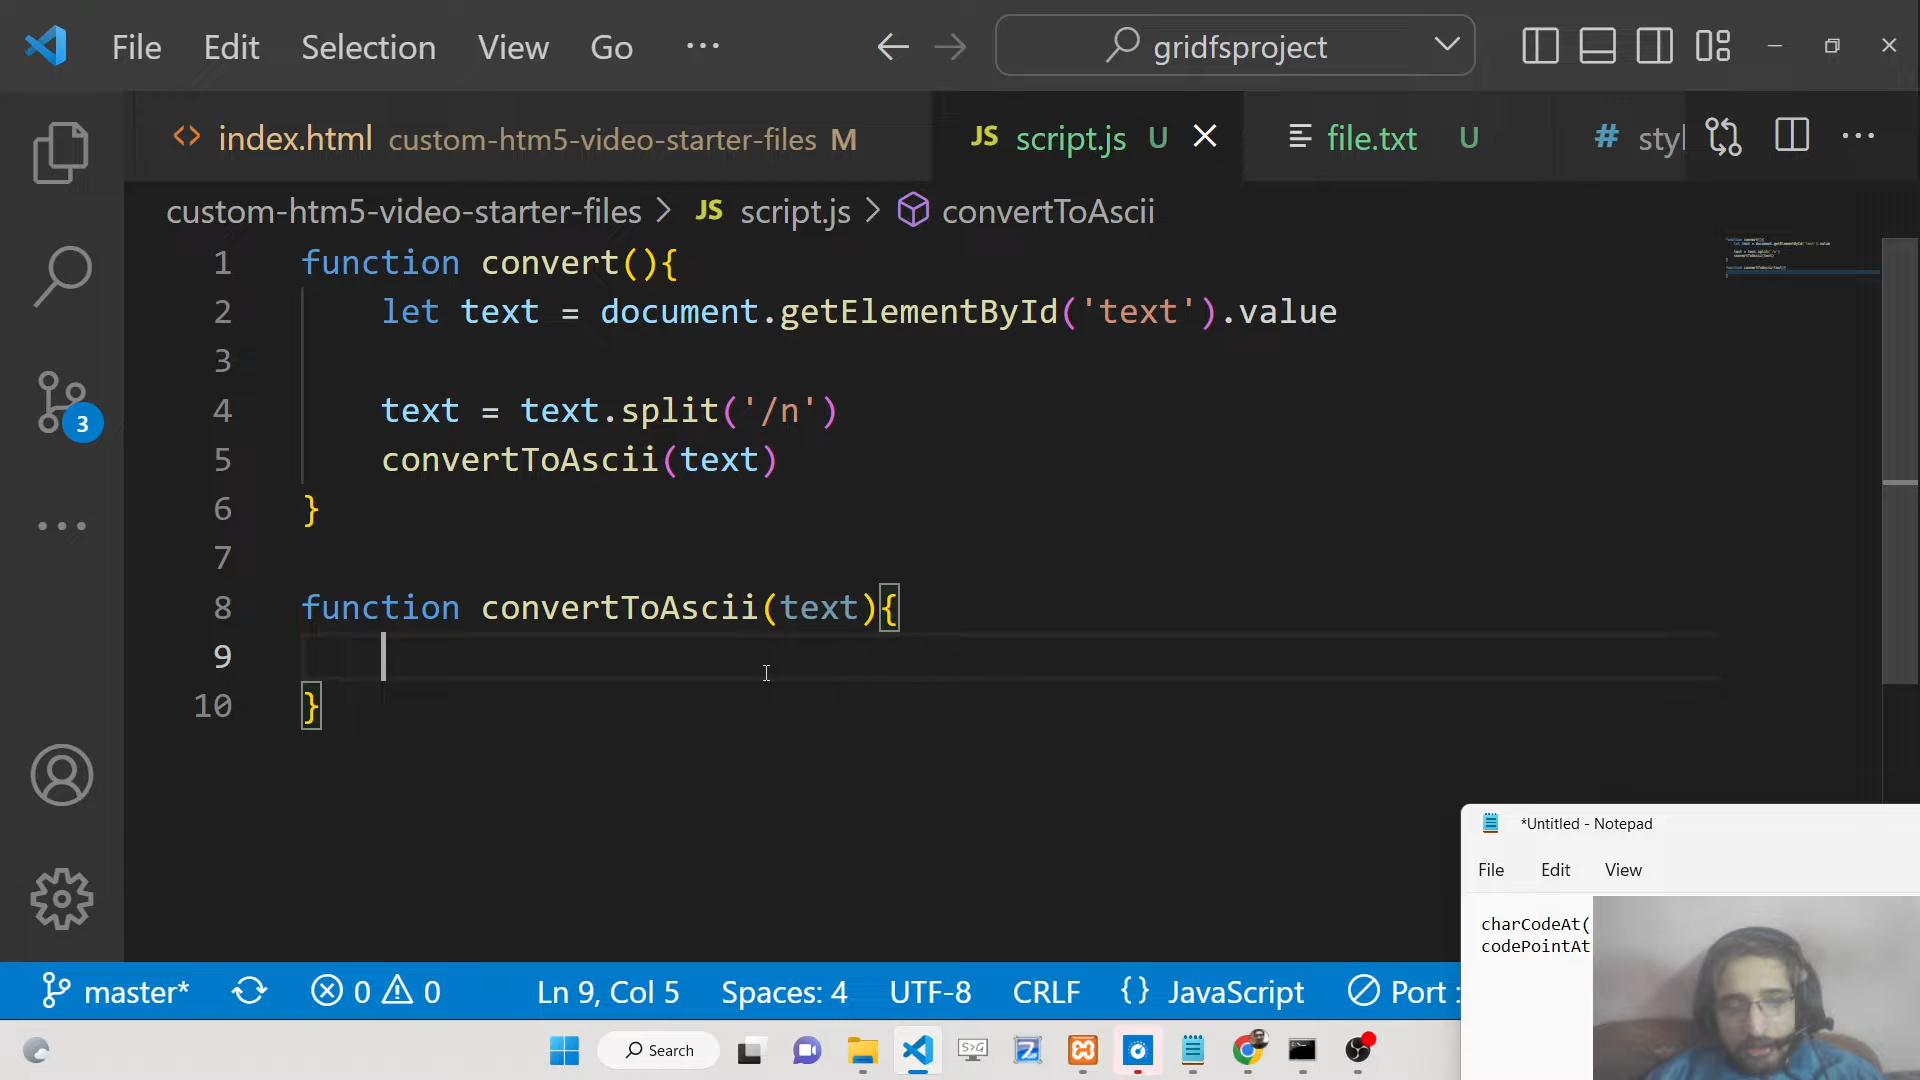 File Edit Selection View Go ··· gridfsproject
index.html custom-htm5-video-starter-files M JS script.js U file.txt U # styl
custom-htm5-video-starter-files > JS script.js > convertToAscii
1 function convert(){
2 let text = document.getElementById('text').value
3
4 text = text.split('/n')
5 convertToAscii(text)
6 }
7
8 function convertToAscii(text){
9
10 }
3
*Untitled - Notepad
File Edit View
charCodeAt(
codePointAt
master* 0 0 Ln 9, Col 5 Spaces: 4 UTF-8 CRLF {} JavaScript Port :
Search